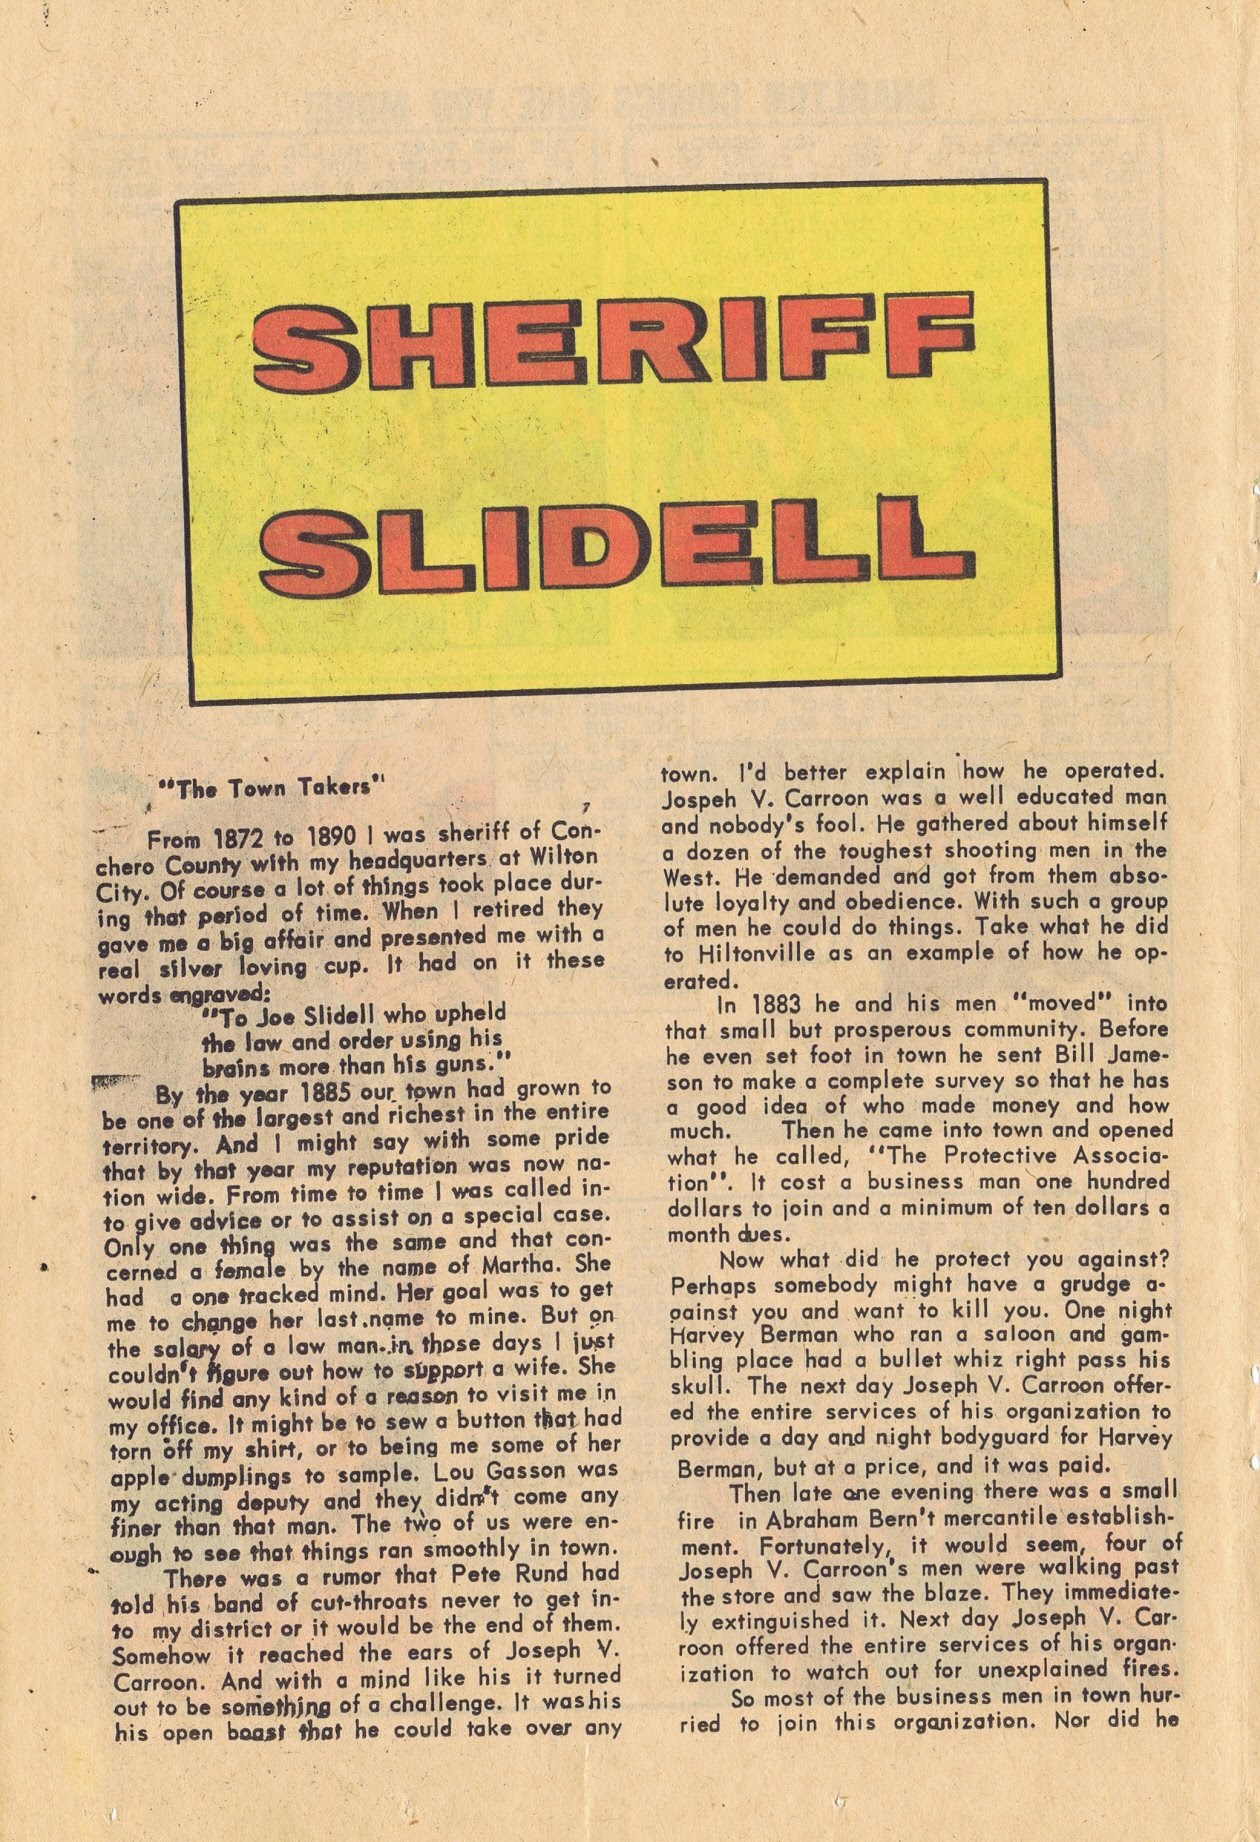 SHERIFF
SLIDELL
"The Town Takers"
From 1872 to 1890 I was sheriff of Con-
chero County with my headquarters at Wilton
City. Of course a lot of things took place dur-
ing that period of time. When I retired they
gave me a big affair and presented me with a
real silver loving cup. It had on it these
words engraved:
"To Joe Slidell who upheld
the law and order using his
brains more than his guns."
By the year 1885 our town had grown to
be one of the largest and richest in the entire
territory. And I might say with some pride
that by that year my reputation was now na-
tion wide. From time to time I was called in-
to give advice or to assist on a special case.
Only one thing was the same and that con-
cerned a female by the name of Martha. She
had a one tracked mind. Her goal was to get
me to change her last name to mine. But on
the salary of a law man in those days I just
couldn't figure out how to support a wife. She
would find any kind of a reason to visit me in
my office. It might be to sew a button that had
torn off my shirt, or to being me some of her
apple dumplings to sample. Lou Gasson was
my acting deputy and they didn't come any
finer than that man. The two of us were en-
ough to see that things ran smoothly in town.
There was a rumor that Pete Rund had
told his band of cut-throats never to get in-
to my district or it would be the end of them.
Somehow it reached the ears of Joseph V.
Carroon. And with a mind like his it turned
out to be something of a challenge. It washis
his open boast that he could take over any
town. I'd better explain how he operated.
Jospeh V. Carroon was a well educated man
and nobody's fool. He gathered about himself
a dozen of the toughest shooting men in the
West. He demanded and got from them abso-
lute loyalty and obedience. With such a group
of men he could do things. Take what he did
to Hiltonville as an example of how he op-
erated.
In 1883 he and his men "moved" into
that small but prosperous community. Before
he even set foot in town he sent Bill Jame-
son to make a complete survey so that he has
a good idea of who made money and how
much. Then he came into town and opened
what he called, "The Protective Associa-
tion". It cost a business man one hundred
dollars to join and a minimum of ten dollars a
month dues.
Now what did he protect you against?
Perhaps somebody might have a grudge a-
gainst you and want to kill you. One night
Harvey Berman who ran a saloon and gam-
bling place had a bullet whiz right pass his
skull. The next day Joseph V. Carroon offer-
ed the entire services of his organization to
provide a day and night bodyguard for Harvey
Berman, but at a price, and it was paid.
Then late one evening there was a small
fire in Abraham Bern't mercantile establish-
ment. Fortunately, it would seem, four of
Joseph V. Carroon's men were walking past
the store and saw the blaze. They immediate-
ly extinguished it. Next day Joseph V. Car-
roon offered the entire services of his organ-
ization to watch out for unexplained fires.
So most of the business men in town hur-
ried to join this organization. Nor did he